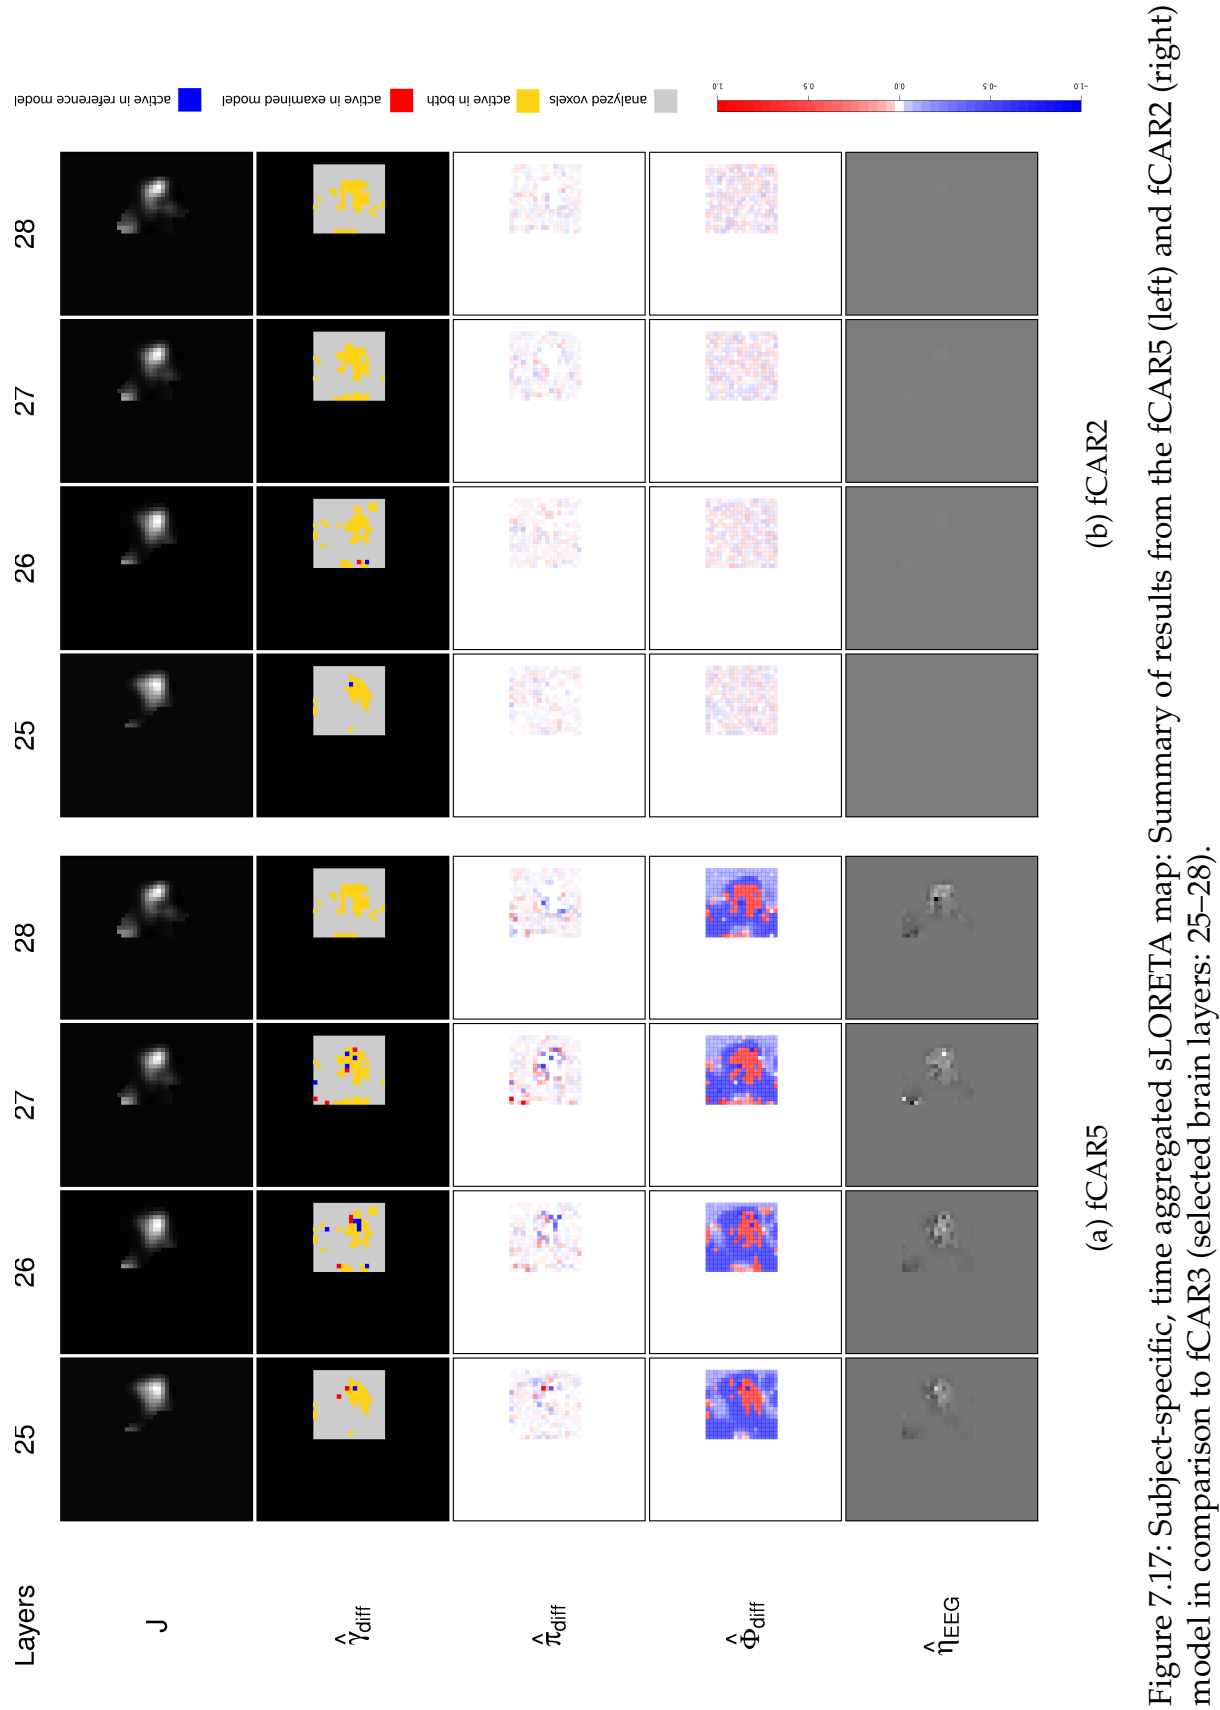 Layers 25 26 27 28 25 26 27 28
J
γ̂diff
π̂diff
Φ̂diff
η̂EEG
(a) fCAR5
(b) fCAR2
active in reference model
active in examined model
active in both
analyzed voxels
-1.0 -0.5 0.0 0.5 1.0
Figure 7.17: Subject-specific, time aggregated sLORETA map: Summary of results from the fCAR5 (left) and fCAR2 (right)
model in comparison to fCAR3 (selected brain layers: 25–28).